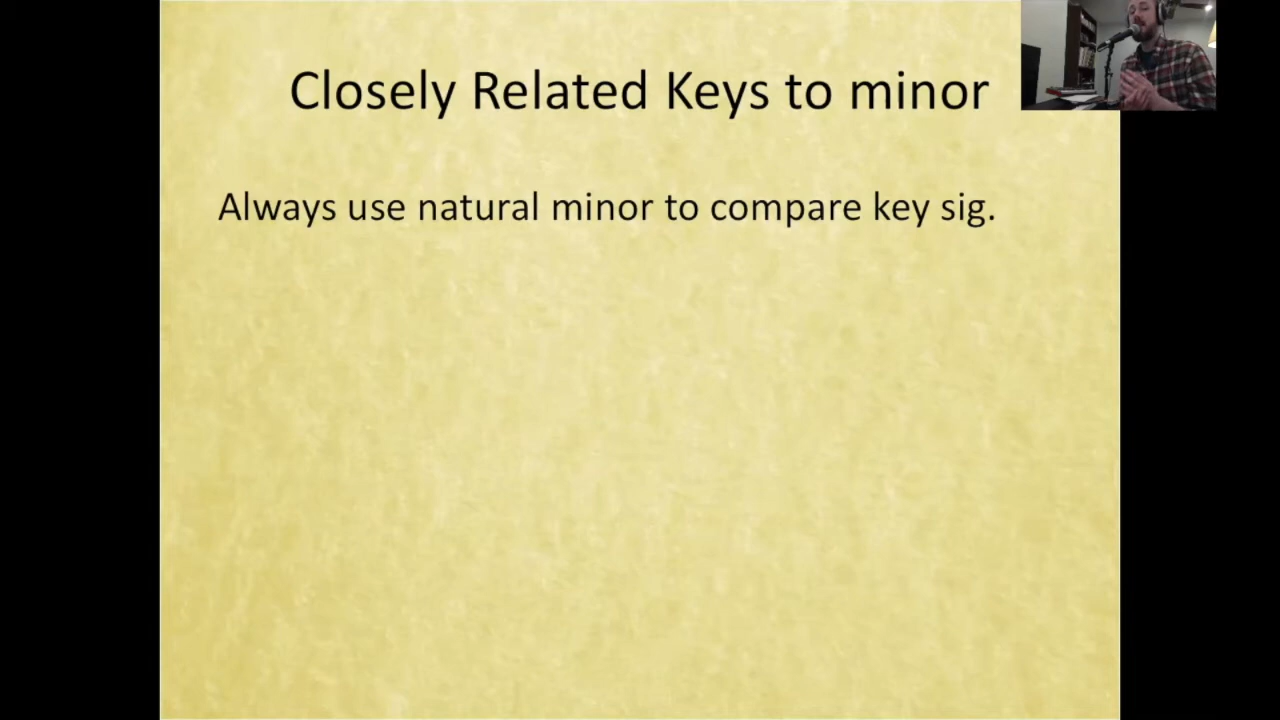 Closely Related Keys to minor
Always use natural minor to compare key sig.